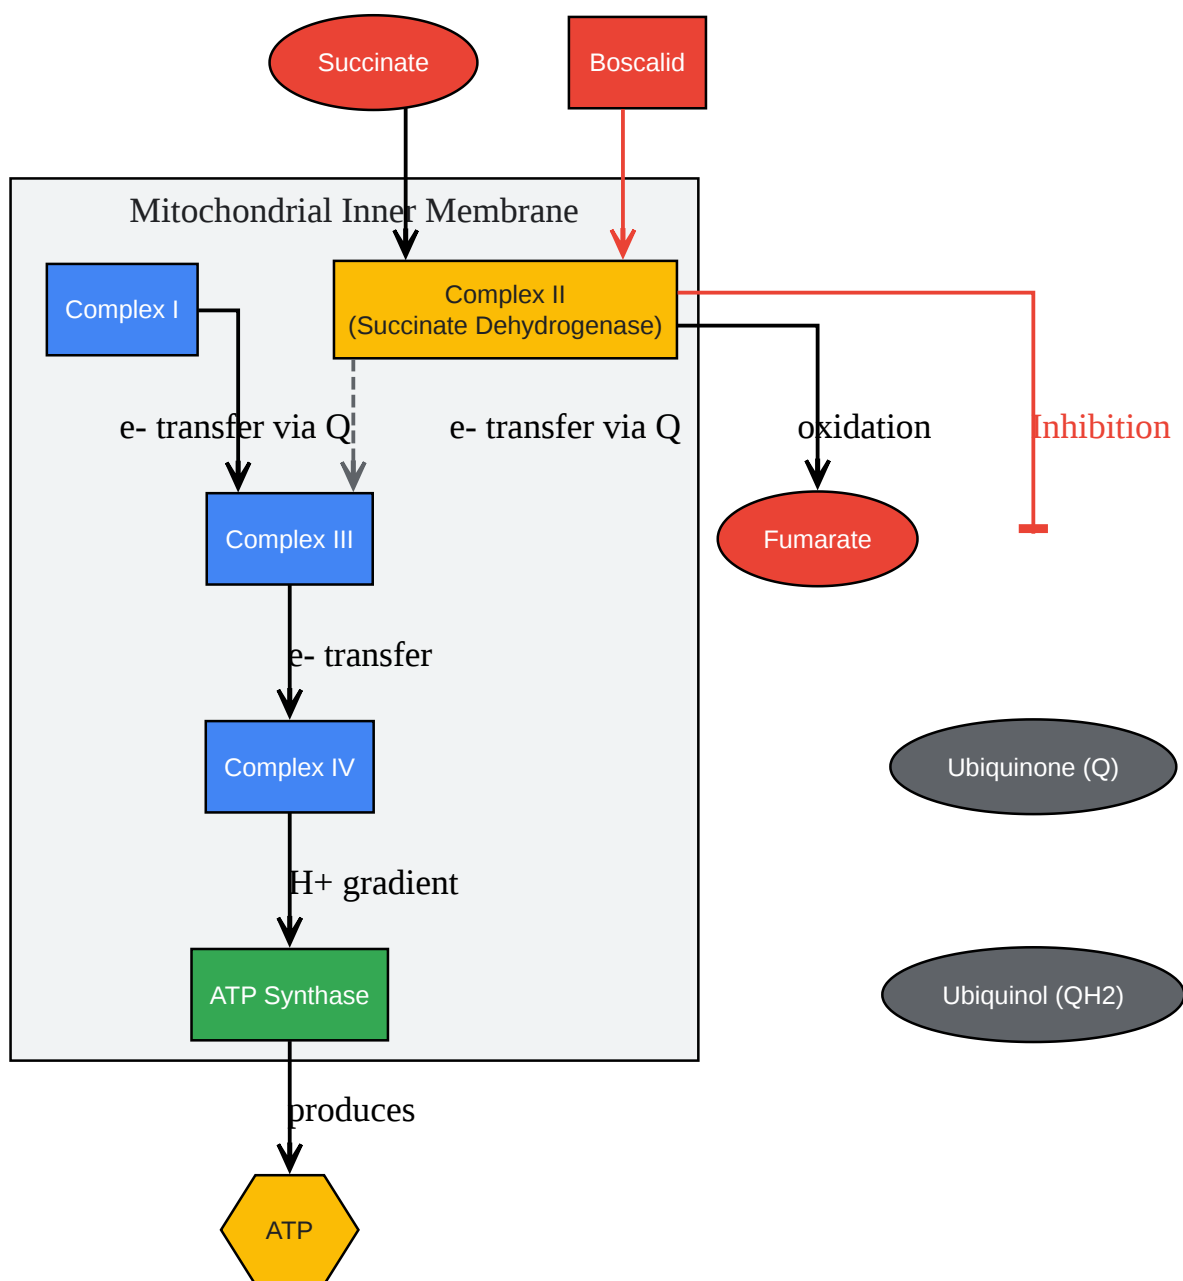 Succinate
Boscalid
Mitochondrial Inner Membrane
Complex I
Complex II
(Succinate Dehydrogenase)
e- transfer via Q
e- transfer via Q
oxidation
Inhibition
Complex III
Fumarate
e- transfer
Complex IV
Ubiquinone (Q)
H+ gradient
ATP Synthase
Ubiquinol (QH2)
produces
ATP